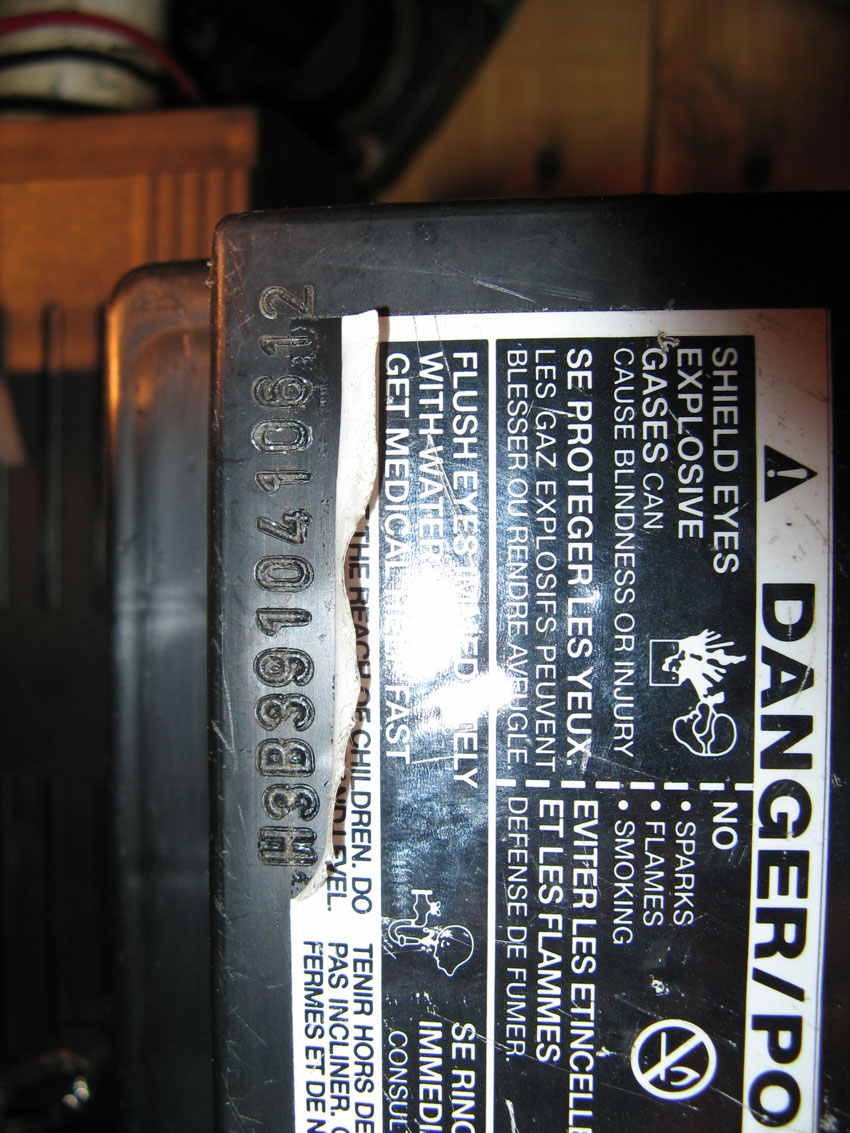 DANGER/PO
SHIELD EYES
EXPLOSIVE
GASES CAN
CAUSE BLINDNESS OR INJURY
SE PROTEGER LES YEUX.
LES GAZ EXPLOSIFS PEUVENT
BLESSER OU RENDRE AVEUGLE.
NO
• SPARKS
• FLAMES
• SMOKING
EVITER LES ETINCELLE
ET LES FLAMMES
DEFENSE DE FUMER.
FLUSH EYES
WITH WATER
GET MEDICAL FAST
SE RINC
IMMEDI
CONSUL
THE REACH OF CHILDREN. DO
TENIR HORS DE
PAS INCLINER.
FERMES ET DE N
H3B3910410612